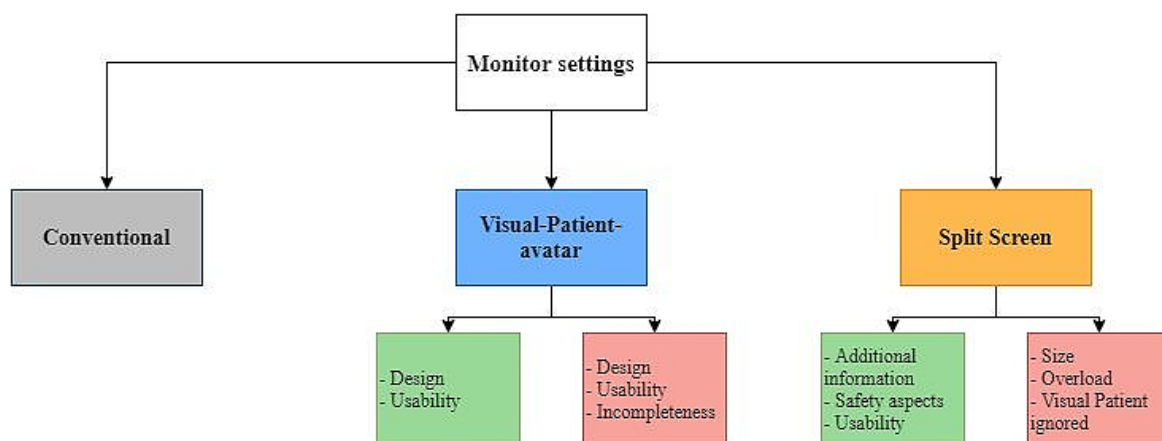 Monitor settings
Conventional
Visual-Patient-
avatar
Split Screen
- Design
- Usability
- Design
- Usability
- Incompleteness
- Additional
information
- Safety aspects
- Usability
- Size
- Overload
- Visual Patient
ignored